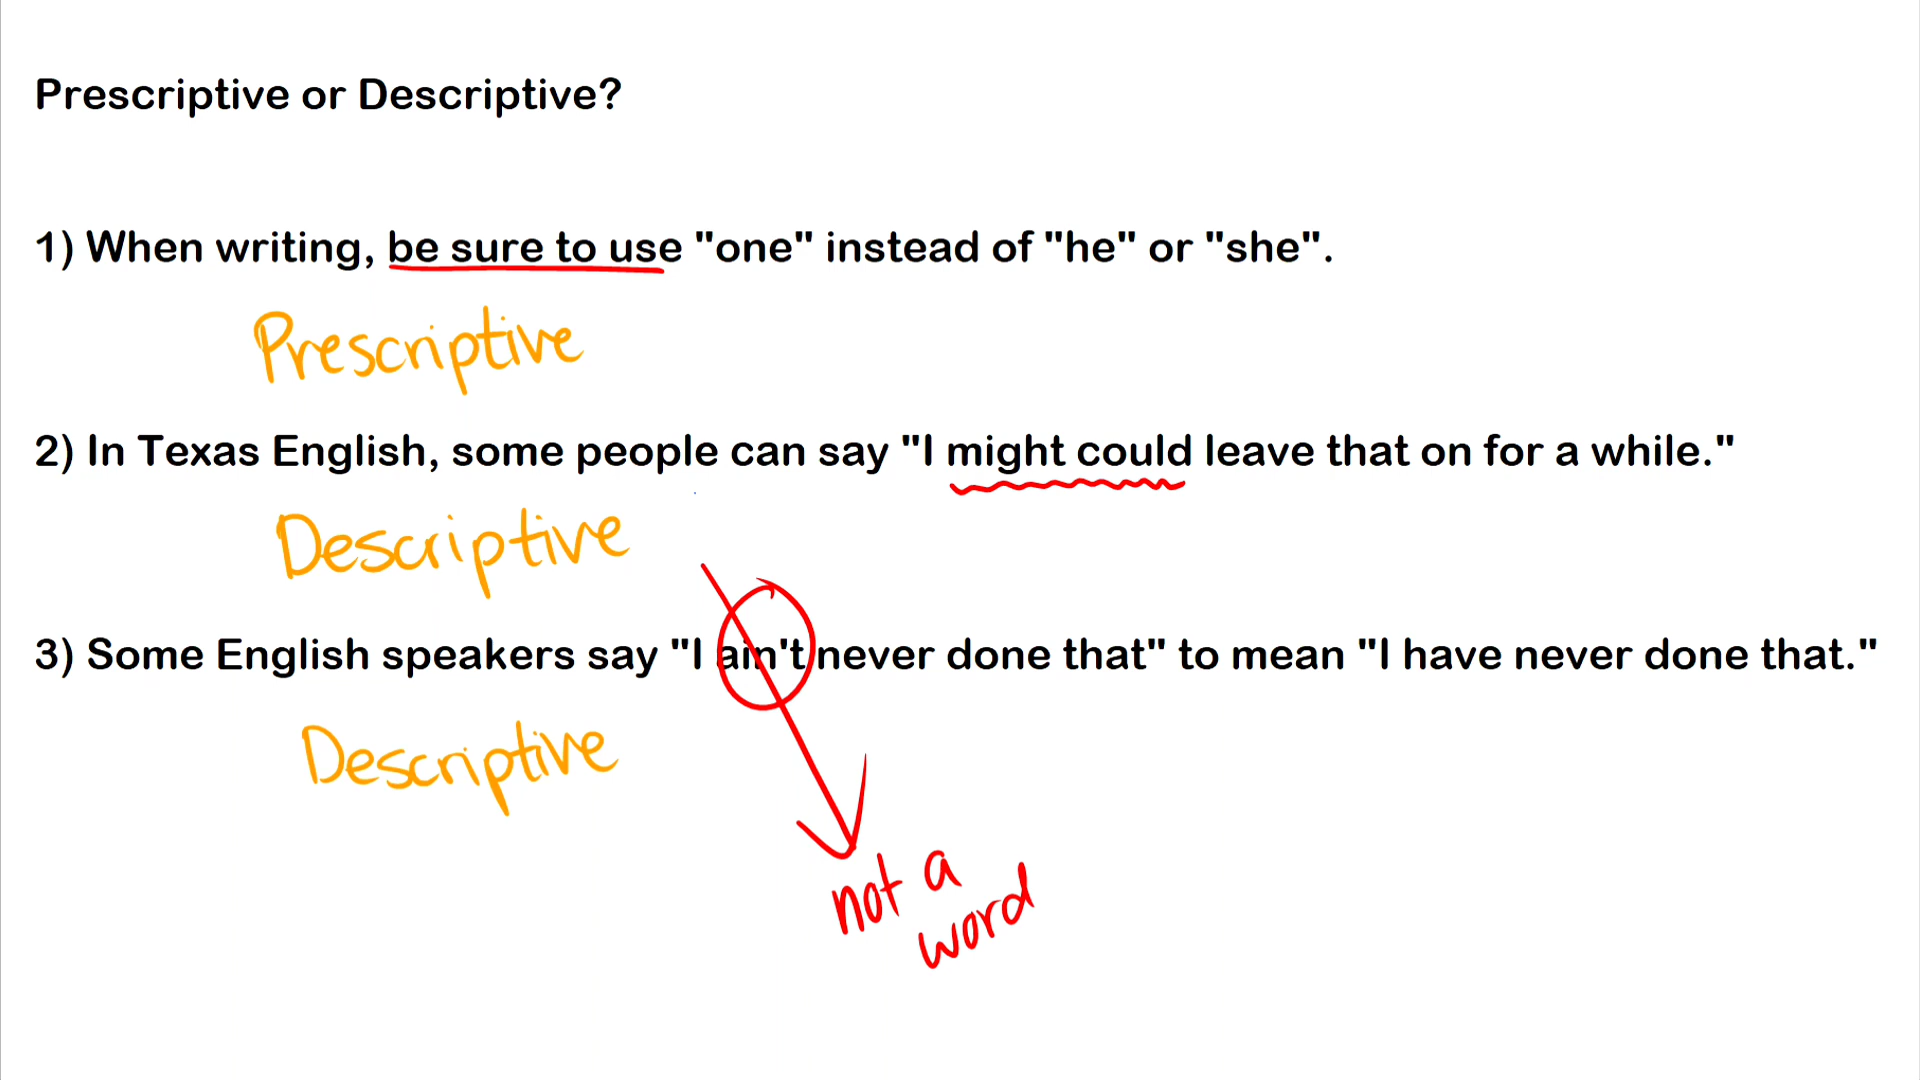 Prescriptive or Descriptive?
1) When writing, be sure to use "one" instead of "he" or "she".
Prescriptive
2) In Texas English, some people can say "I might could leave that on for a while."
Descriptive
3) Some English speakers say "I ain't never done that" to mean "I have never done that."
Descriptive
not a
word